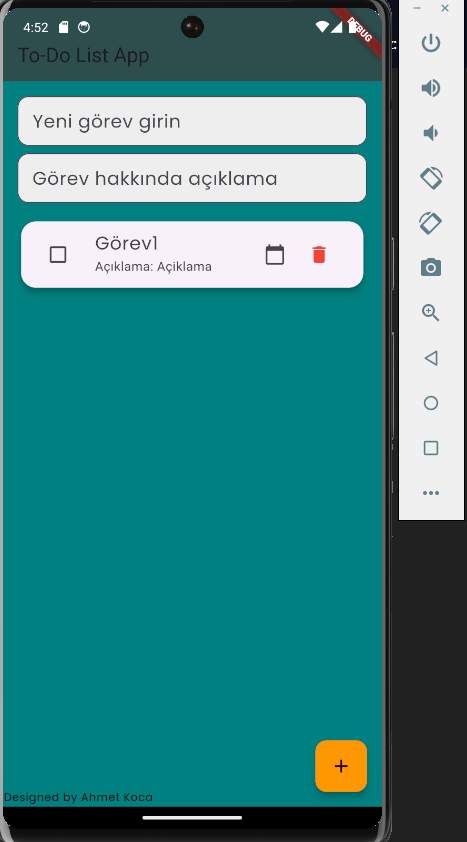 4:52
DEBUG
To-Do List App
Yeni görev girin
Görev hakkında açıklama
Görev1
Açıklama: Açiklama
Designed by Ahmet Koca